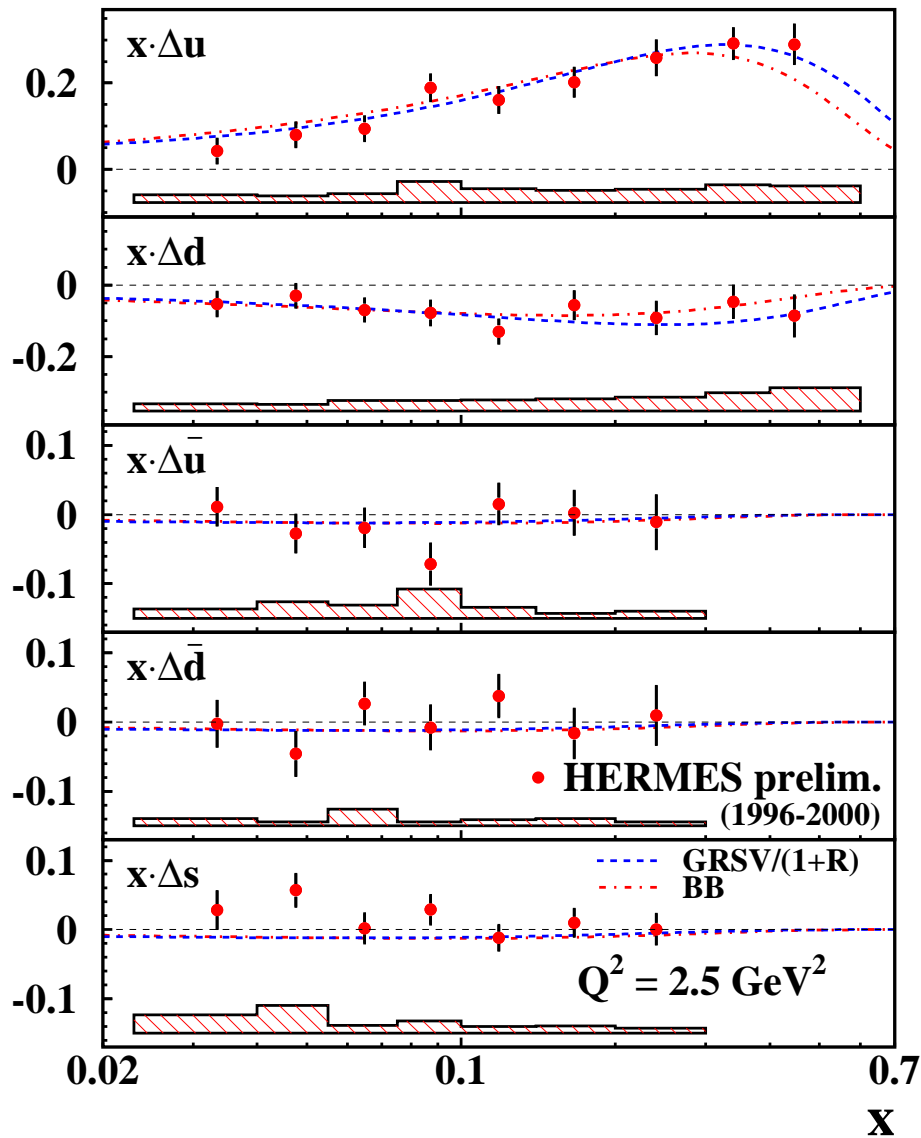 x·Δu
0.2
0
x·Δd
0
-0.2
x·Δū
0.1
0
-0.1
x·Δd̄
0.1
0
-0.1
HERMES prelim.
(1996-2000)
x·Δs
0.1
0
-0.1
GRSV/(1+R)
BB
Q² = 2.5 GeV²
0.02 0.1 0.7
x